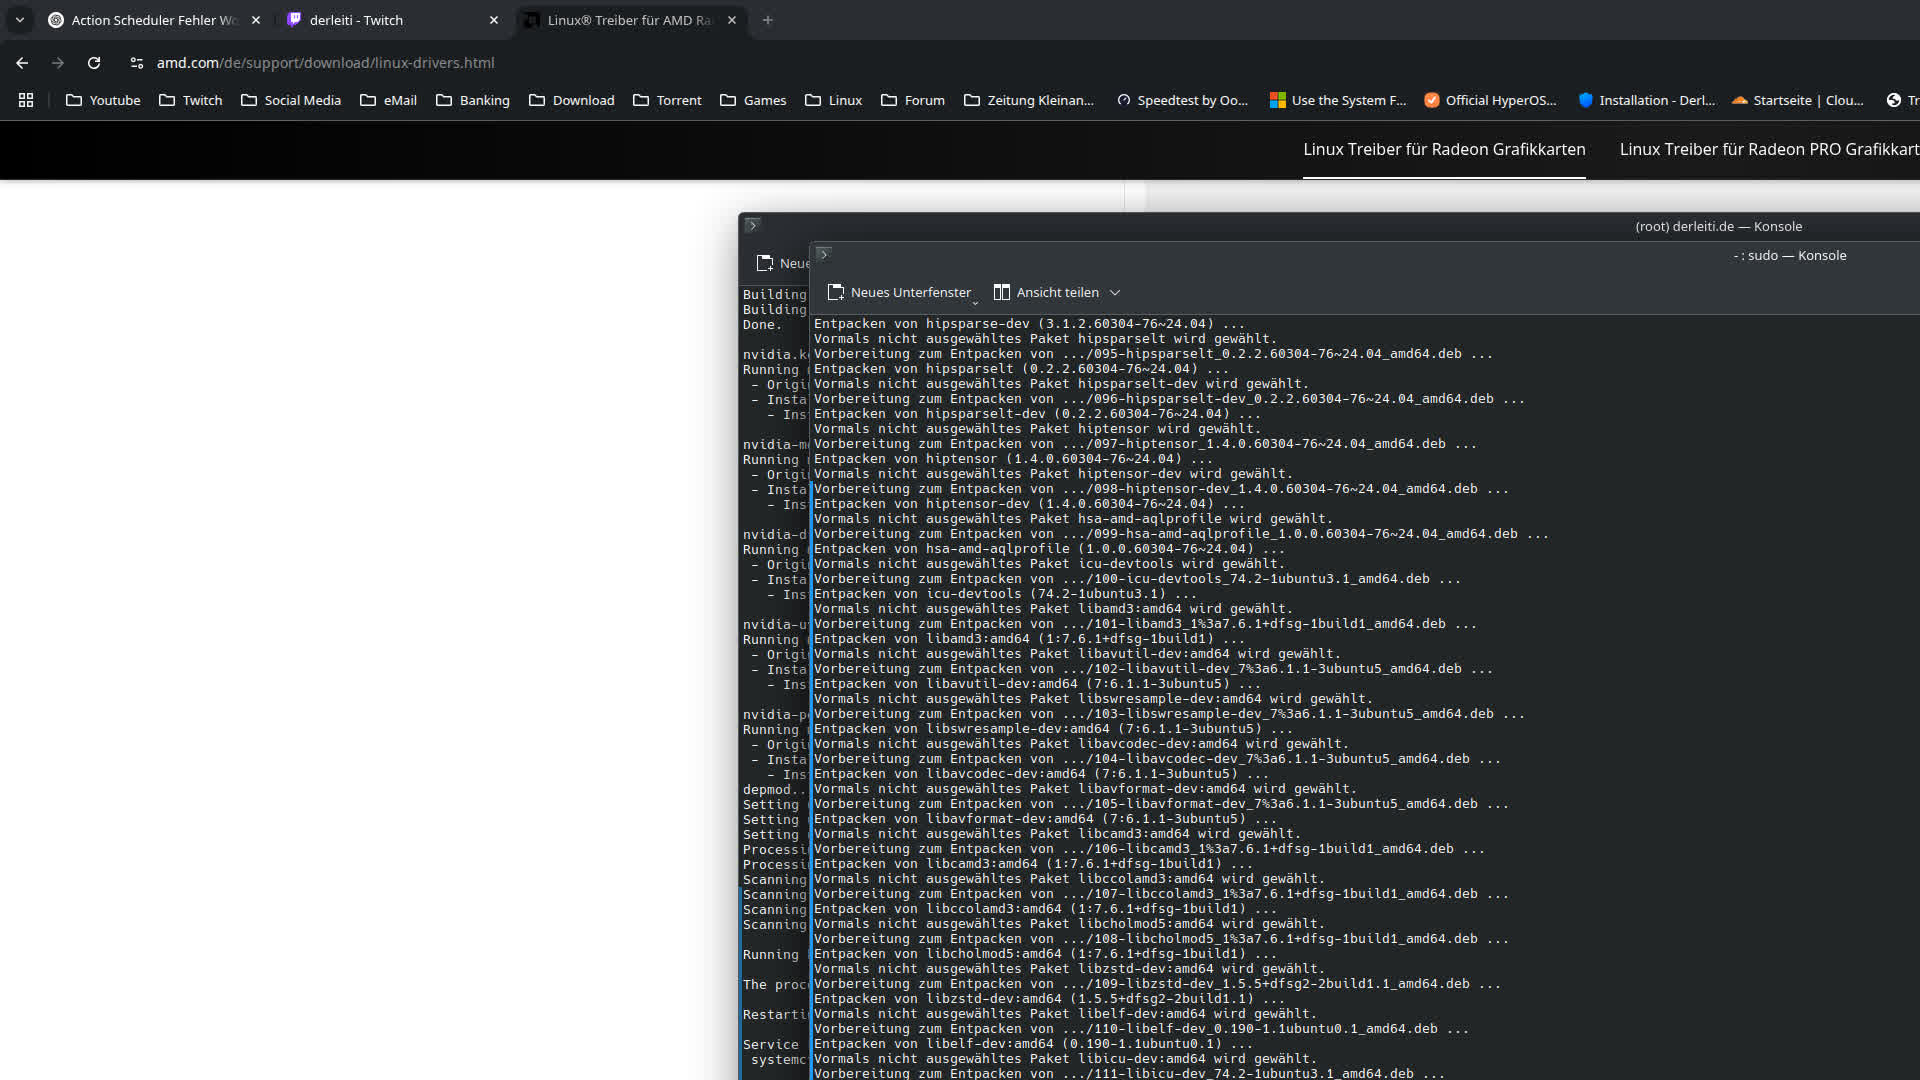 Action Scheduler Fehler Wo
derleiti - Twitch
Linux® Treiber für AMD Ra
amd.com/de/support/download/linux-drivers.html
Youtube
Twitch
Social Media
eMail
Banking
Download
Torrent
Games
Linux
Forum
Zeitung Kleinan...
Speedtest by Oo...
Use the System F...
Official HyperOS...
Installation - Derl...
Startseite | Clou...
Tr
Linux Treiber für Radeon Grafikkarten
Linux Treiber für Radeon PRO Grafikkart
(root) derleiti.de — Konsole
Neue
Building
Building
Done.
nvidia.k
Running
- Origi
- Insta
- Ins
nvidia-m
Running
- Origi
- Insta
- Ins
nvidia-d
Running
- Origi
- Insta
- Ins
nvidia-u
Running
- Origi
- Insta
- Ins
nvidia-p
Running
- Origi
- Insta
- Ins
depmod..
Setting
Setting
Setting
Processi
Processi
Scanning
Scanning
Scanning
Scanning
Running
The proc
Restarti
Service
systemc
- : sudo — Konsole
Neues Unterfenster
Ansicht teilen
Entpacken von hipsparse-dev (3.1.2.60304-76~24.04) ...
Vormals nicht ausgewähltes Paket hipsparselt wird gewählt.
Vorbereitung zum Entpacken von .../095-hipsparselt_0.2.2.60304-76~24.04_amd64.deb ...
Entpacken von hipsparselt (0.2.2.60304-76~24.04) ...
Vormals nicht ausgewähltes Paket hipsparselt-dev wird gewählt.
Vorbereitung zum Entpacken von .../096-hipsparselt-dev_0.2.2.60304-76~24.04_amd64.deb ...
Entpacken von hipsparselt-dev (0.2.2.60304-76~24.04) ...
Vormals nicht ausgewähltes Paket hiptensor wird gewählt.
Vorbereitung zum Entpacken von .../097-hiptensor_1.4.0.60304-76~24.04_amd64.deb ...
Entpacken von hiptensor (1.4.0.60304-76~24.04) ...
Vormals nicht ausgewähltes Paket hiptensor-dev wird gewählt.
Vorbereitung zum Entpacken von .../098-hiptensor-dev_1.4.0.60304-76~24.04_amd64.deb ...
Entpacken von hiptensor-dev (1.4.0.60304-76~24.04) ...
Vormals nicht ausgewähltes Paket hsa-amd-aqlprofile wird gewählt.
Vorbereitung zum Entpacken von .../099-hsa-amd-aqlprofile_1.0.0.60304-76~24.04_amd64.deb ...
Entpacken von hsa-amd-aqlprofile (1.0.0.60304-76~24.04) ...
Vormals nicht ausgewähltes Paket icu-devtools wird gewählt.
Vorbereitung zum Entpacken von .../100-icu-devtools_74.2-1ubuntu3.1_amd64.deb ...
Entpacken von icu-devtools (74.2-1ubuntu3.1) ...
Vormals nicht ausgewähltes Paket libamd3:amd64 wird gewählt.
Vorbereitung zum Entpacken von .../101-libamd3_1%3a7.6.1+dfsg-1build1_amd64.deb ...
Entpacken von libamd3:amd64 (1:7.6.1+dfsg-1build1) ...
Vormals nicht ausgewähltes Paket libavutil-dev:amd64 wird gewählt.
Vorbereitung zum Entpacken von .../102-libavutil-dev_7%3a6.1.1-3ubuntu5_amd64.deb ...
Entpacken von libavutil-dev:amd64 (7:6.1.1-3ubuntu5) ...
Vormals nicht ausgewähltes Paket libswresample-dev:amd64 wird gewählt.
Vorbereitung zum Entpacken von .../103-libswresample-dev_7%3a6.1.1-3ubuntu5_amd64.deb ...
Entpacken von libswresample-dev:amd64 (7:6.1.1-3ubuntu5) ...
Vormals nicht ausgewähltes Paket libavcodec-dev:amd64 wird gewählt.
Vorbereitung zum Entpacken von .../104-libavcodec-dev_7%3a6.1.1-3ubuntu5_amd64.deb ...
Entpacken von libavcodec-dev:amd64 (7:6.1.1-3ubuntu5) ...
Vormals nicht ausgewähltes Paket libavformat-dev:amd64 wird gewählt.
Vorbereitung zum Entpacken von .../105-libavformat-dev_7%3a6.1.1-3ubuntu5_amd64.deb ...
Entpacken von libavformat-dev:amd64 (7:6.1.1-3ubuntu5) ...
Vormals nicht ausgewähltes Paket libcamd3:amd64 wird gewählt.
Vorbereitung zum Entpacken von .../106-libcamd3_1%3a7.6.1+dfsg-1build1_amd64.deb ...
Entpacken von libcamd3:amd64 (1:7.6.1+dfsg-1build1) ...
Vormals nicht ausgewähltes Paket libccolamd3:amd64 wird gewählt.
Vorbereitung zum Entpacken von .../107-libccolamd3_1%3a7.6.1+dfsg-1build1_amd64.deb ...
Entpacken von libccolamd3:amd64 (1:7.6.1+dfsg-1build1) ...
Vormals nicht ausgewähltes Paket libcholmod5:amd64 wird gewählt.
Vorbereitung zum Entpacken von .../108-libcholmod5_1%3a7.6.1+dfsg-1build1_amd64.deb ...
Entpacken von libcholmod5:amd64 (1:7.6.1+dfsg-1build1) ...
Vormals nicht ausgewähltes Paket libzstd-dev:amd64 wird gewählt.
Vorbereitung zum Entpacken von .../109-libzstd-dev_1.5.5+dfsg2-2build1.1_amd64.deb ...
Entpacken von libzstd-dev:amd64 (1.5.5+dfsg2-2build1.1) ...
Vormals nicht ausgewähltes Paket libelf-dev:amd64 wird gewählt.
Vorbereitung zum Entpacken von .../110-libelf-dev_0.190-1.1ubuntu0.1_amd64.deb ...
Entpacken von libelf-dev:amd64 (0.190-1.1ubuntu0.1) ...
Vormals nicht ausgewähltes Paket libicu-dev:amd64 wird gewählt.
Vorbereitung zum Entpacken von .../111-libicu-dev_74.2-1ubuntu3.1_amd64.deb ...